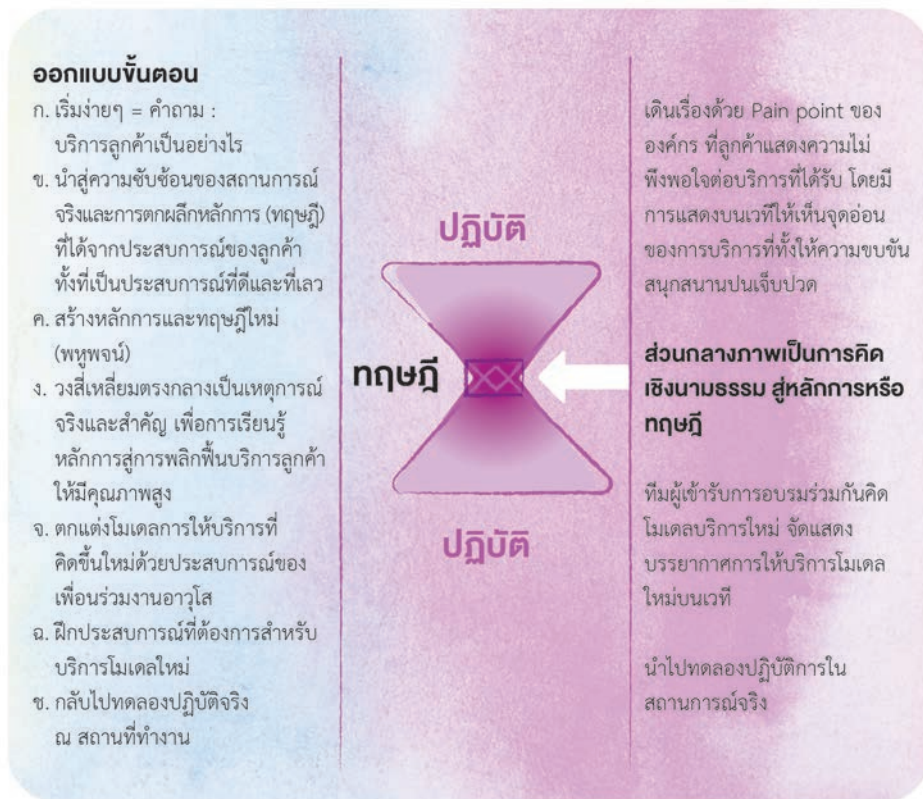 ออกแบบขั้นตอน
ก. เริ่มง่ายๆ = คำถาม :
บริการลูกค้าเป็นอย่างไร
ข. นำสู่ความซับซ้อนของสถานการณ์
จริงและการตกผลึกหลักการ (ทฤษฎี)
ที่ได้จากประสบการณ์ของลูกค้า
ทั้งที่เป็นประสบการณ์ที่ดีและที่เลว
ค. สร้างหลักการและทฤษฎีใหม่
(พหูพจน์)
ง. วงสี่เหลี่ยมตรงกลางเป็นเหตุการณ์
จริงและสำคัญ เพื่อการเรียนรู้
หลักการสู่การพลิกฟื้นบริการลูกค้า
ให้มีคุณภาพสูง
จ. ตกแต่งโมเดลการให้บริการที่
คิดขึ้นใหม่ด้วยประสบการณ์ของ
เพื่อนร่วมงานอาวุโส
ฉ. ฝึกประสบการณ์ที่ต้องการสำหรับ
บริการโมเดลใหม่
ช. กลับไปทดลองปฏิบัติจริง
ณ สถานที่ทำงาน
ปฏิบัติ
ทฤษฎี
ปฏิบัติ
เดินเรื่องด้วย Pain point ของ
องค์กร ที่ลูกค้าแสดงความไม่
พึงพอใจต่อบริการที่ได้รับ โดยมี
การแสดงบนเวทีให้เห็นจุดอ่อน
ของการบริการที่ทั้งให้ความขบขัน
สนุกสนานปนเจ็บปวด
ส่วนกลางภาพเป็นการคิด
เชิงนามธรรม สู่หลักการหรือ
ทฤษฎี
ทีมผู้เข้ารับการอบรมร่วมกันคิด
โมเดลบริการใหม่ จัดแสดง
บรรยากาศการให้บริการโมเดล
ใหม่บนเวที
นำไปทดลองปฏิบัติการใน
สถานการณ์จริง